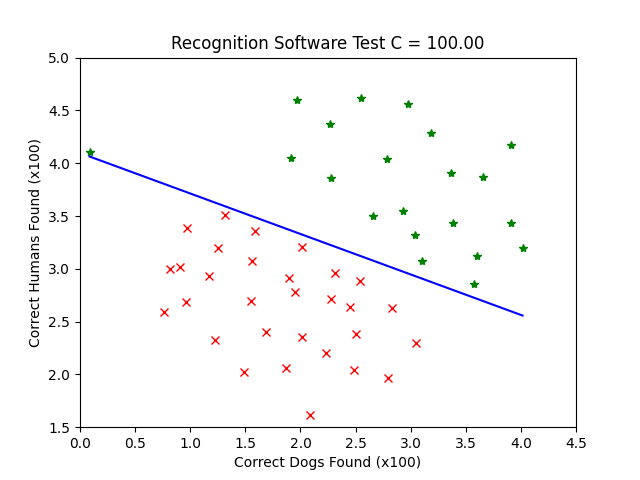 Recognition Software Test C = 100.00
Correct Humans Found (x100)
5.0
4.5
4.0
3.5
3.0
2.5
2.0
1.5
0.0 0.5 1.0 1.5 2.0 2.5 3.0 3.5 4.0 4.5
Correct Dogs Found (x100)